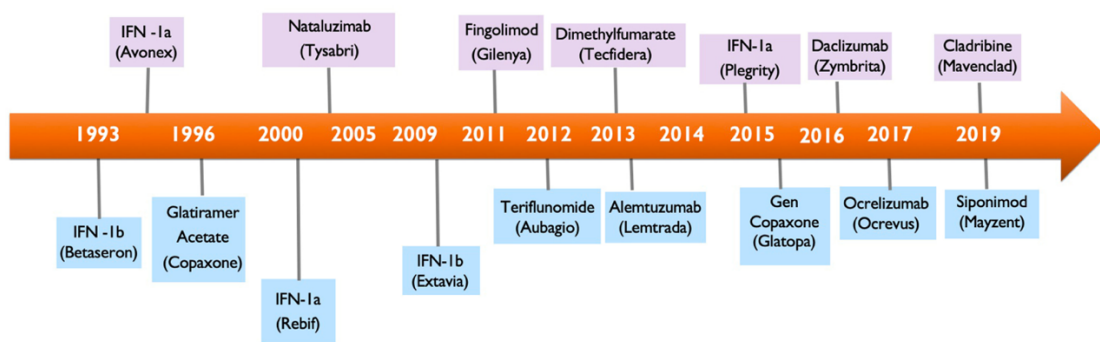 IFN -1a
(Avonex)
Nataluzimab
(Tysabri)
Fingolimod
(Gilenya)
Dimethylfumarate
(Tecfidera)
IFN-1a
(Plegrity)
Daclizumab
(Zymbrita)
Cladribine
(Mavenclad)
1993 1996 2000 2005 2009 2011 2012 2013 2014 2015 2016 2017 2019
IFN -1b
(Betaseron)
Glatiramer
Acetate
(Copaxone)
IFN-1a
(Rebif)
IFN-1b
(Extavia)
Teriflunomide
(Aubagio)
Alemtuzumab
(Lemtrada)
Gen
Copaxone
(Glatopa)
Ocrelizumab
(Ocrevus)
Siponimod
(Mayzent)